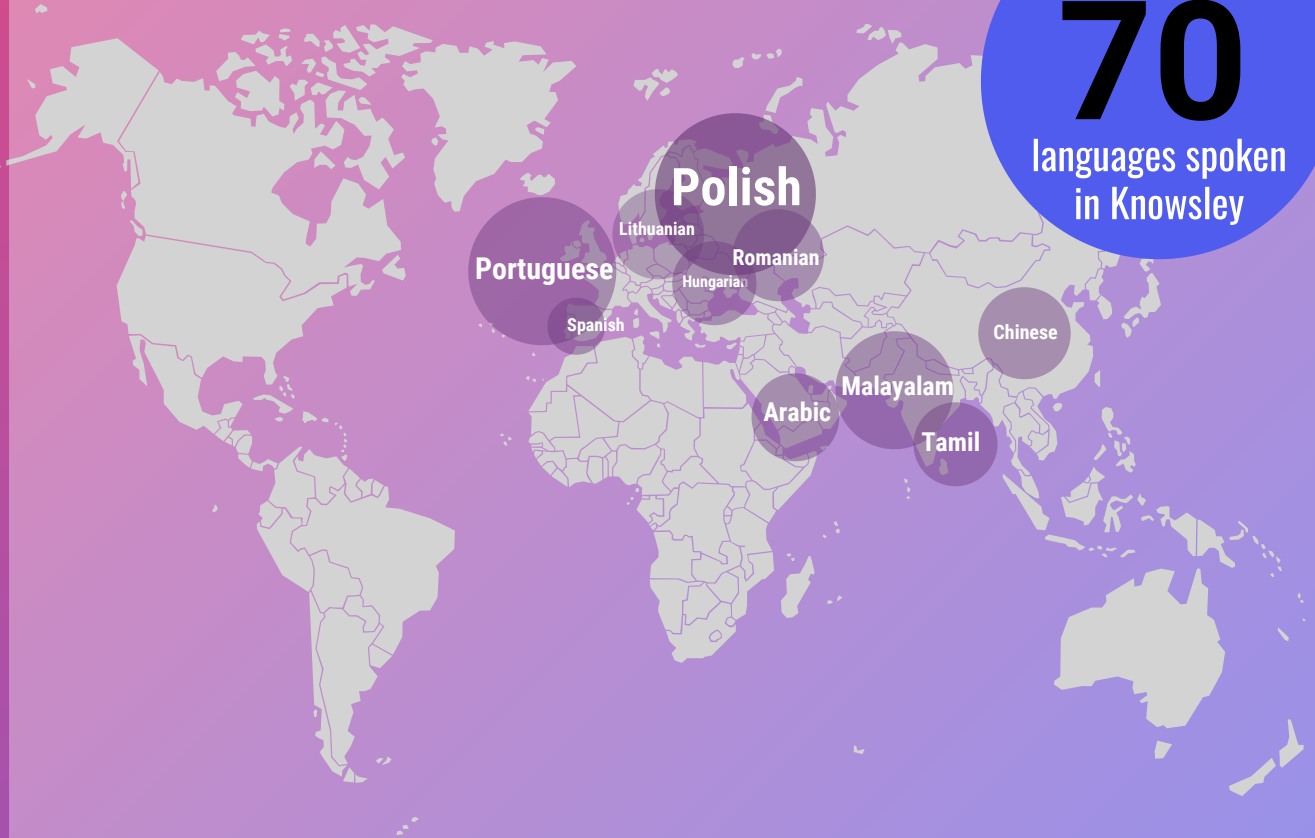 70
languages spoken
in Knowsley
Polish
Lithuanian
Romanian
Portuguese
Hungarian
Spanish
Chinese
Malayalam
Arabic
Tamil